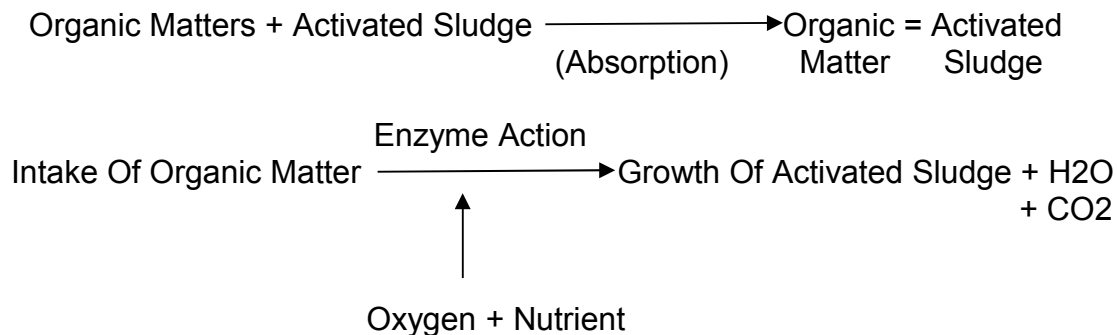 Organic Matters + Activated Sludge Organic = Activated
(Absorption) Matter Sludge
Enzyme Action
Intake Of Organic Matter Growth Of Activated Sludge + H2O
+ CO2
Oxygen + Nutrient